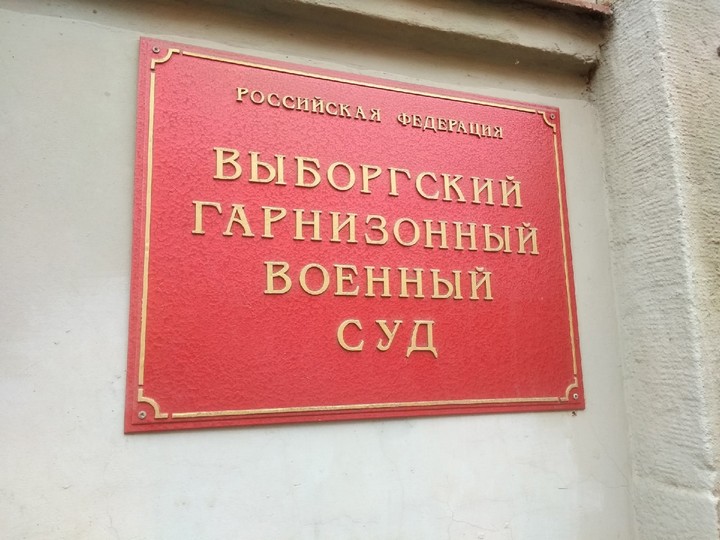 РОССИЙСКАЯ ФЕДЕРАЦИЯ
ВЫБОРГСКИЙ
ГАРНИЗОННЫЙ
ВОЕННЫЙ
СУД